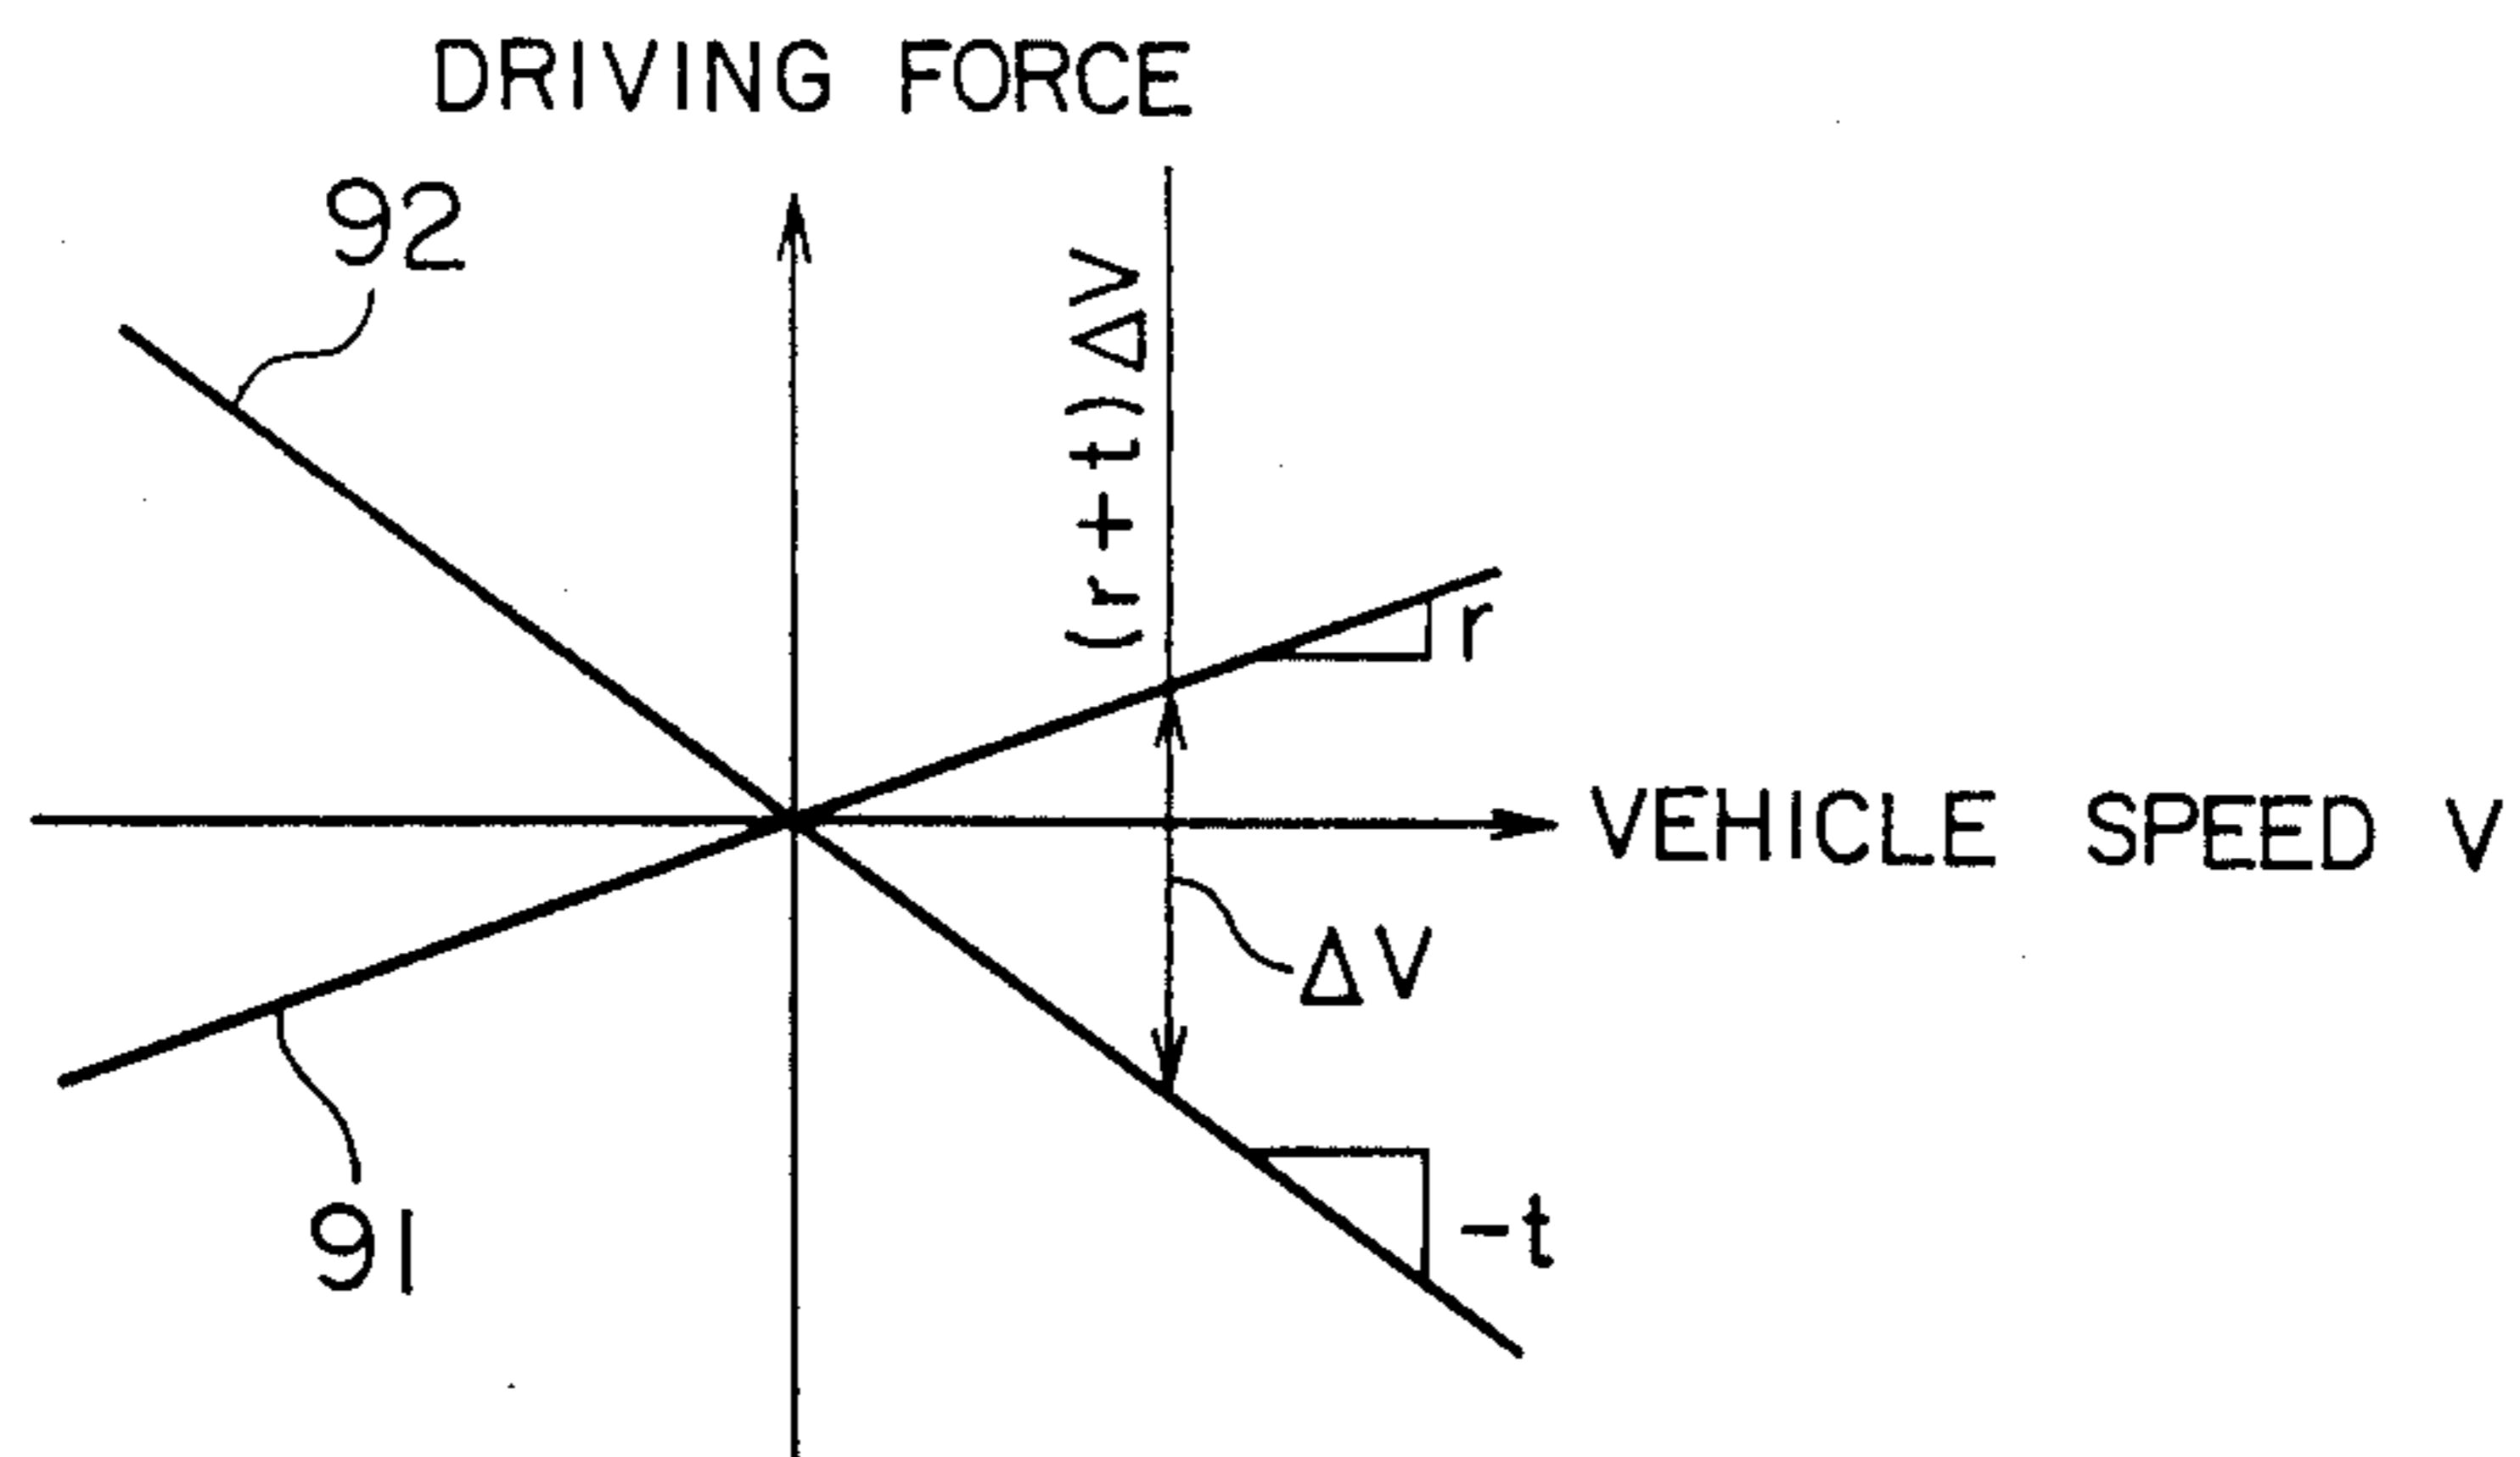 DRIVING FORCE
92
(r+t)ΔV
r
VEHICLE SPEED V
ΔV
91
-t